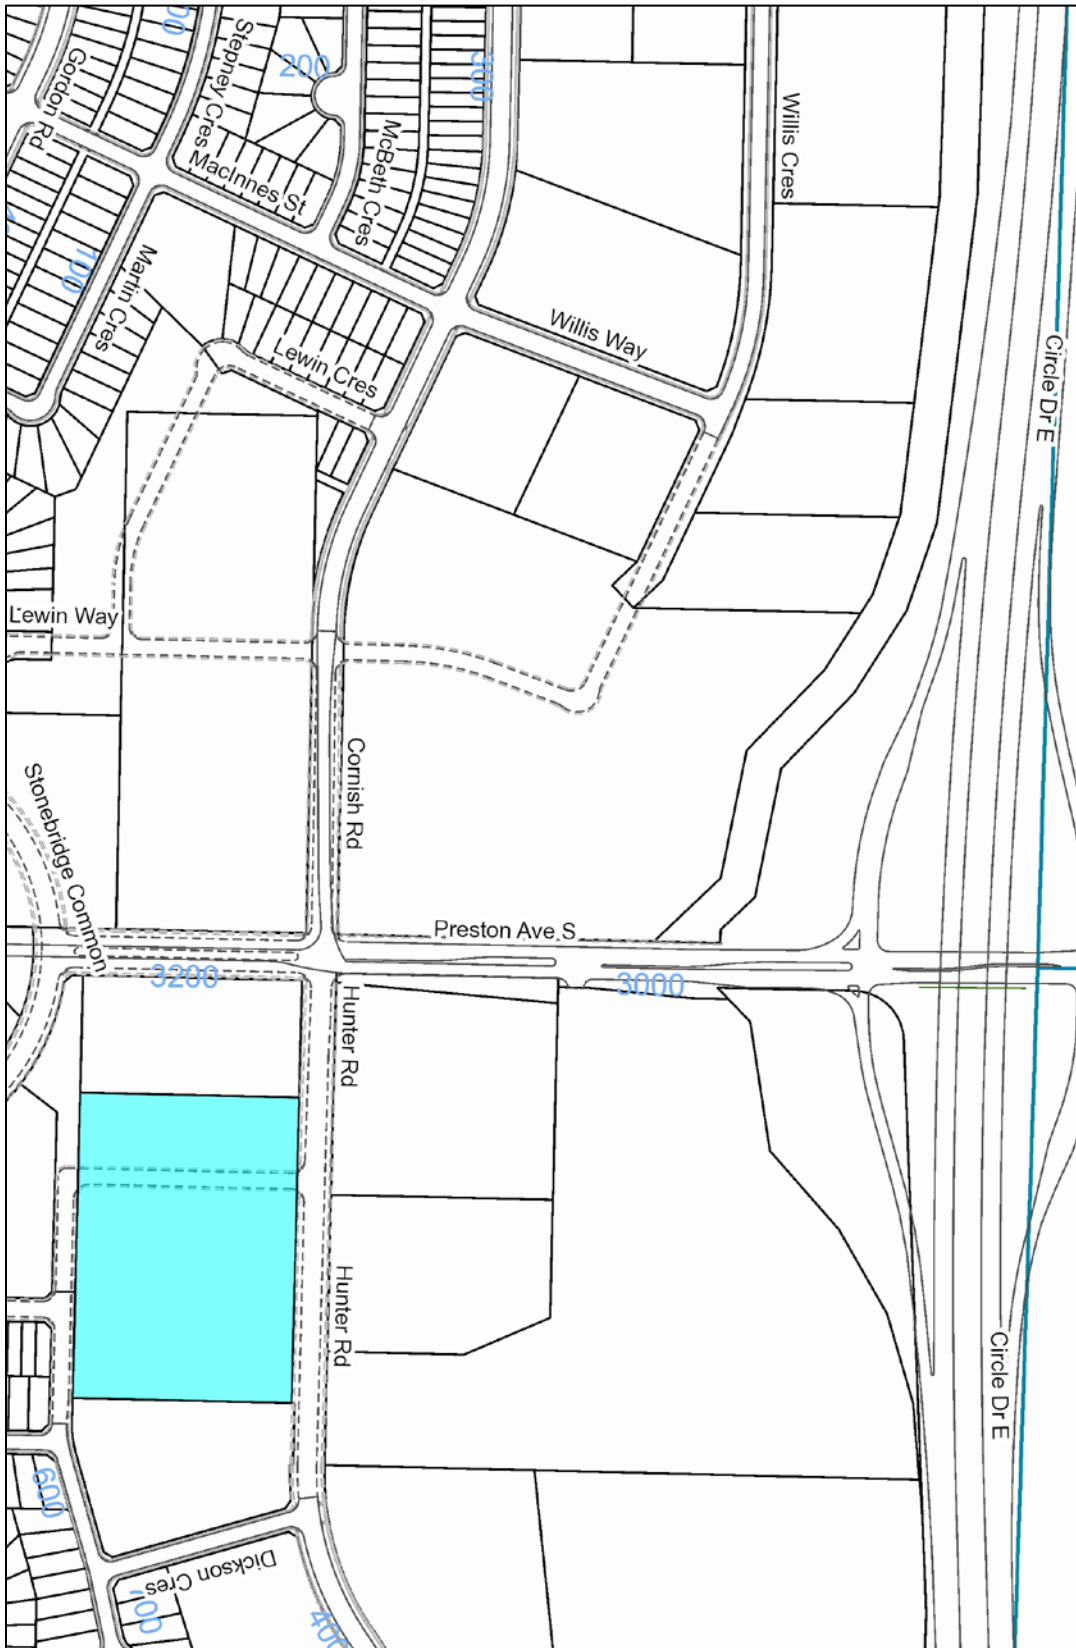 Stepney Cres
200
300
Gordon Rd
McBeth Cres
MacInnes St
Willis Cres
100
Martin Cres
Willis Way
Lewin Cres
Circle Dr E
Lewin Way
Cornish Rd
Stonebridge Common
Preston Ave S
3200
3000
Hunter Rd
Hunter Rd
Circle Dr E
600
Dickson Cres